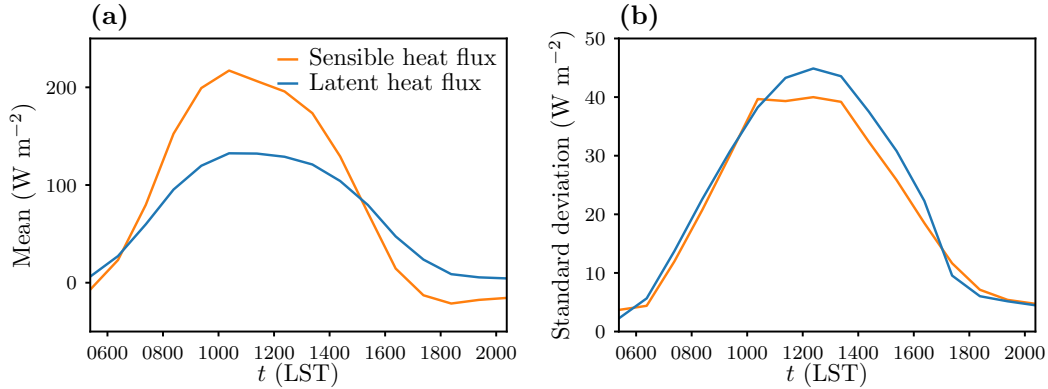 (a)
Mean (W m⁻²)
200
100
0
Sensible heat flux
Latent heat flux
0600 0800 1000 1200 1400 1600 1800 2000
t (LST)
(b)
Standard deviation (W m⁻²)
50
40
30
20
10
0
0600 0800 1000 1200 1400 1600 1800 2000
t (LST)